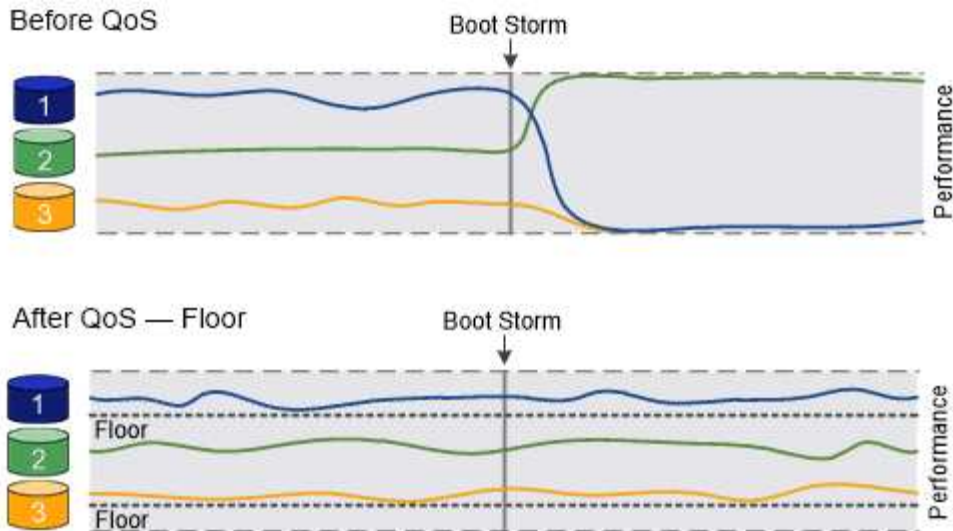 Before QoS
Boot Storm
1
2
3
Performance
After QoS — Floor
Boot Storm
1
Floor
2
3
Floor
Performance